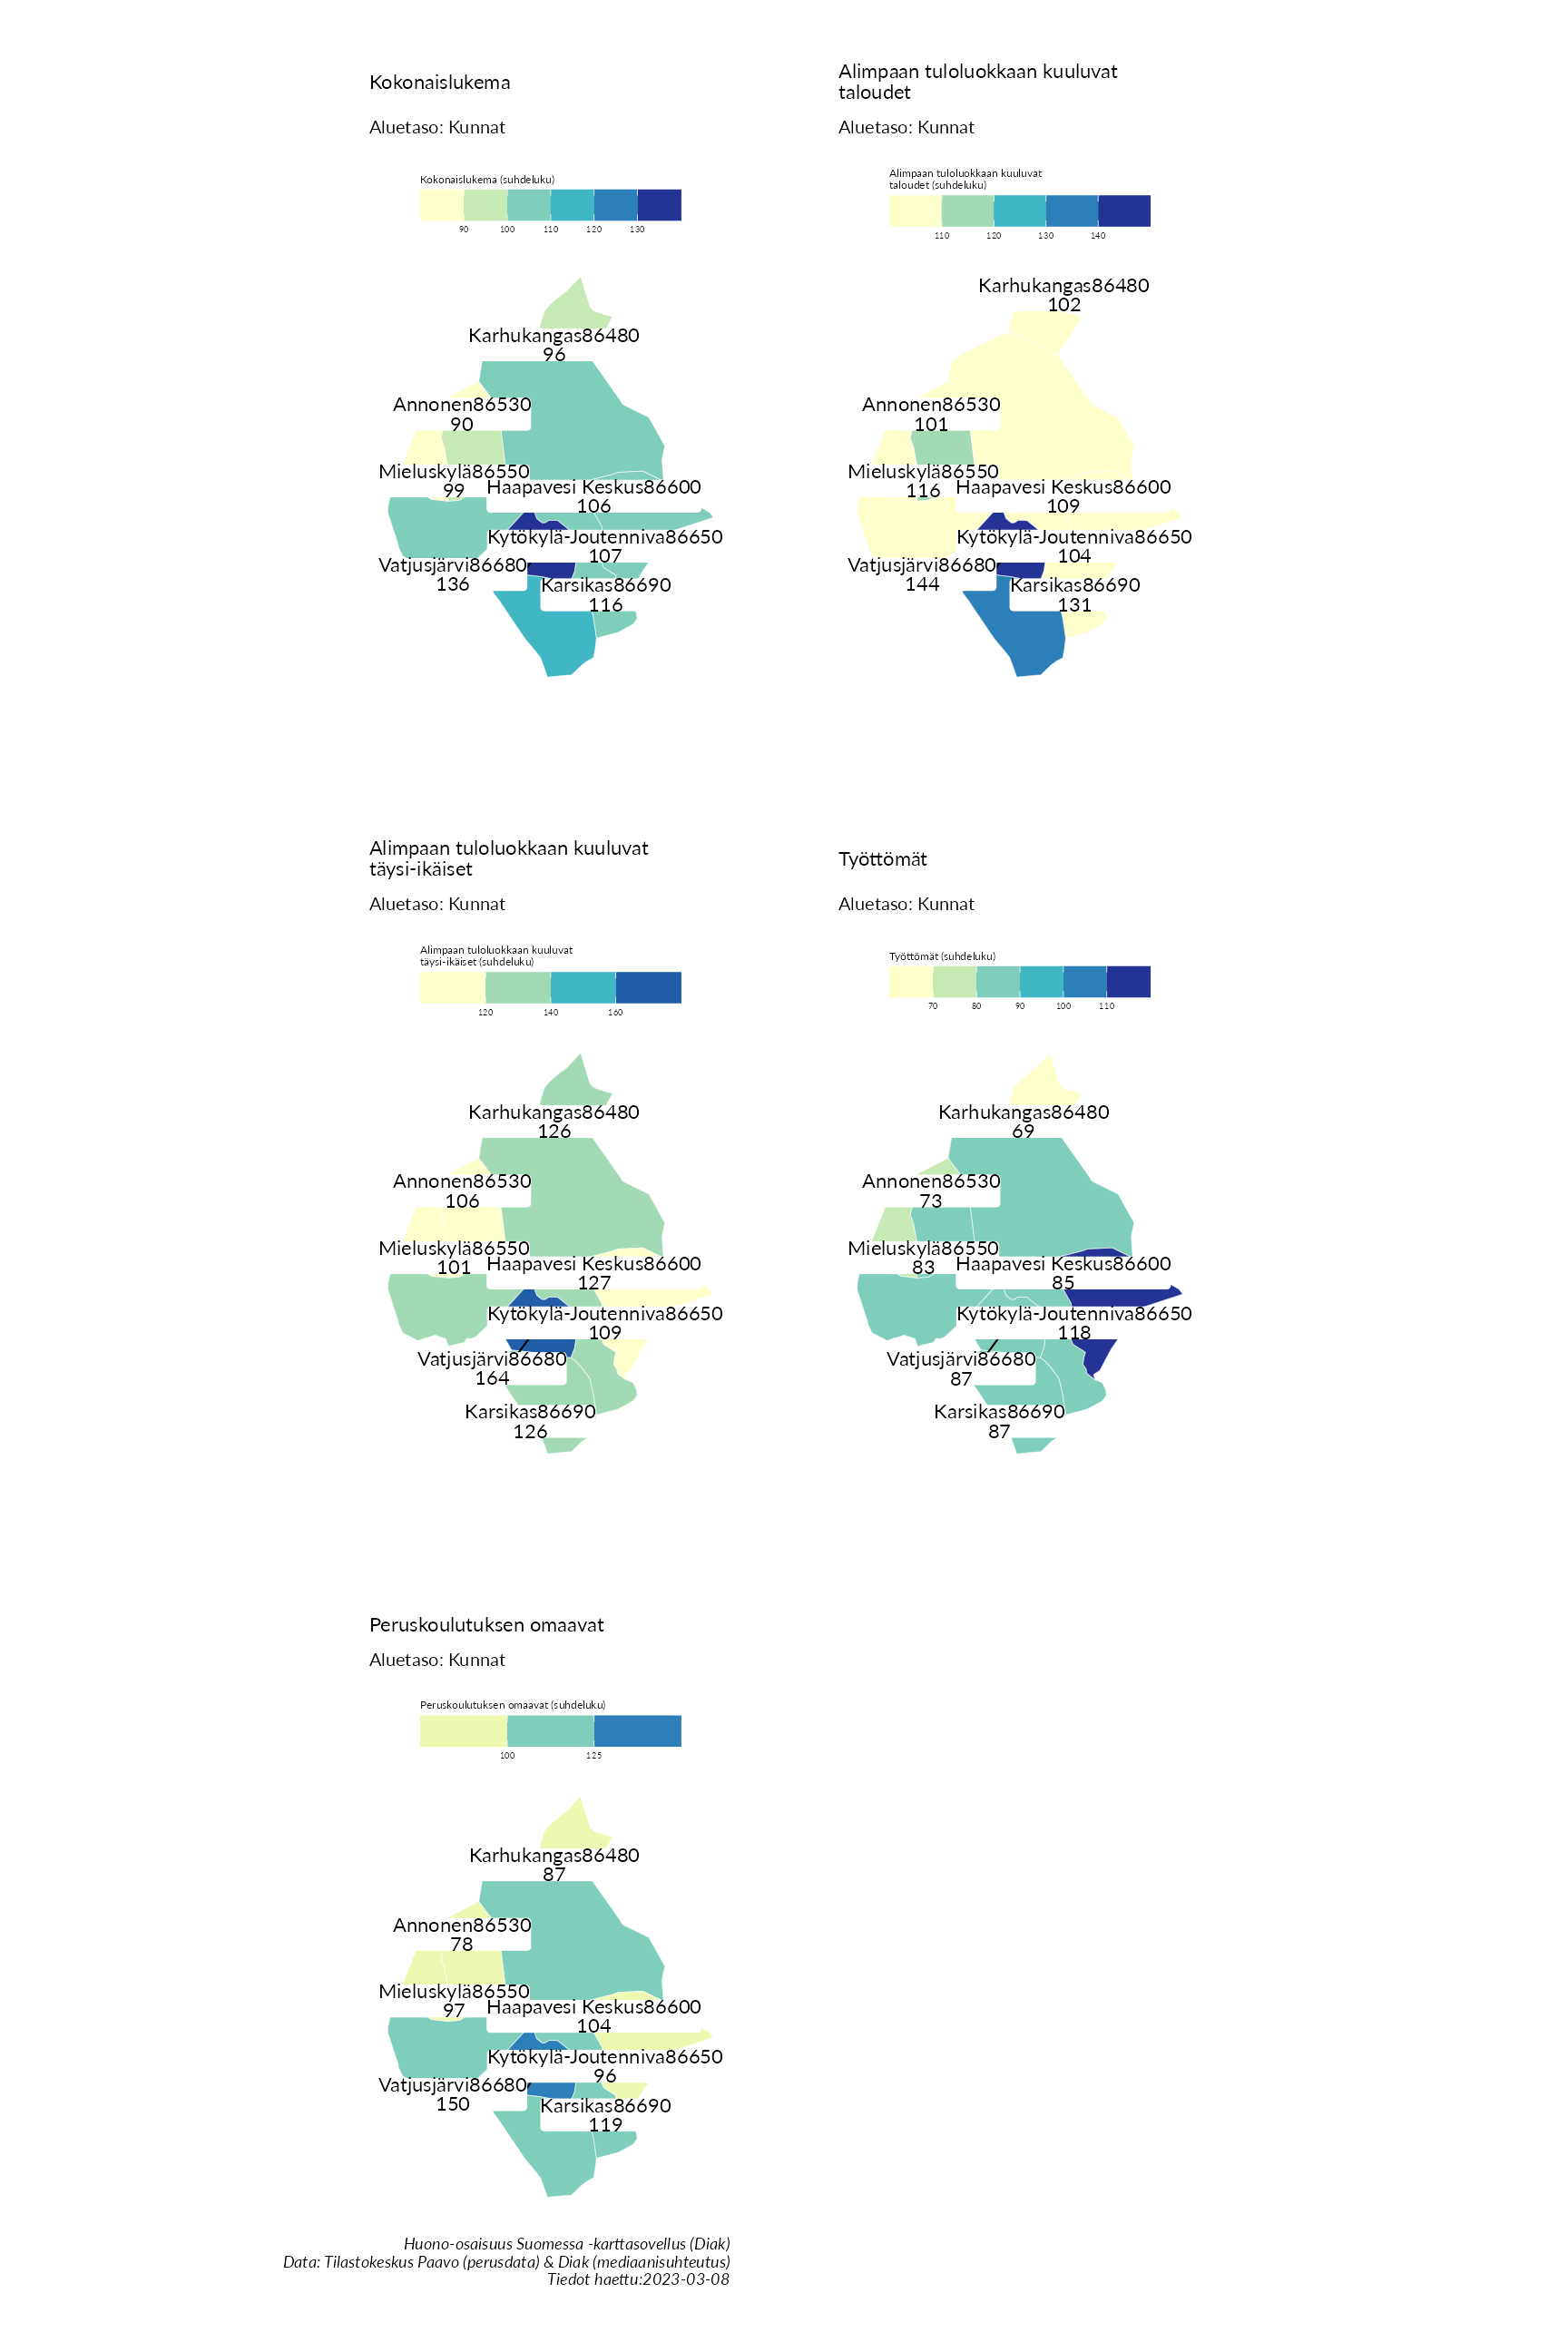 Kokonaislukema
Aluetaso: Kunnat
Kokonaislukema (suhdeluku)
90 100 110 120 130
Karhukangas86480
96
Annonen86530
90
Mieluskylä86550
99
Haapavesi Keskus86600
106
Kytökylä-Joutenniva86650
107
Vatjusjärvi86680
136
Karsikas86690
116
Alimpaan tuloluokkaan kuuluvat
taloudet
Aluetaso: Kunnat
Alimpaan tuloluokkaan kuuluvat
taloudet (suhdeluku)
110 120 130 140
Karhukangas86480
102
Annonen86530
101
Mieluskylä86550
116
Haapavesi Keskus86600
109
Kytökylä-Joutenniva86650
104
Vatjusjärvi86680
144
Karsikas86690
131
Alimpaan tuloluokkaan kuuluvat
täysi-ikäiset
Aluetaso: Kunnat
Alimpaan tuloluokkaan kuuluvat
täysi-ikäiset (suhdeluku)
120 140 160
Karhukangas86480
126
Annonen86530
106
Mieluskylä86550
101
Haapavesi Keskus86600
127
Kytökylä-Joutenniva86650
109
Vatjusjärvi86680
164
Karsikas86690
126
Työttömät
Aluetaso: Kunnat
Työttömät (suhdeluku)
70 80 90 100 110
Karhukangas86480
69
Annonen86530
73
Mieluskylä86550
83
Haapavesi Keskus86600
85
Kytökylä-Joutenniva86650
118
Vatjusjärvi86680
87
Karsikas86690
87
Peruskoulutuksen omaavat
Aluetaso: Kunnat
Peruskoulutuksen omaavat (suhdeluku)
100 125
Karhukangas86480
87
Annonen86530
78
Mieluskylä86550
97
Haapavesi Keskus86600
104
Kytökylä-Joutenniva86650
96
Vatjusjärvi86680
150
Karsikas86690
119
Huono-osaisuus Suomessa -karttasovellus (Diak)
Data: Tilastokeskus Paavo (perusdata) & Diak (mediaanisuhteutus)
Tiedot haettu:2023-03-08